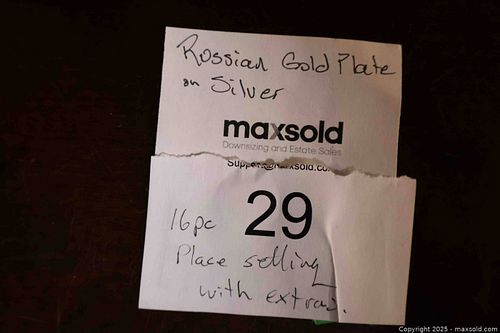 Russian Gold Plate
on Silver
maxsold
Downsizing and Estate Sales
29
16pc
Place selling
with extras.
Copyright 2025 - maxsold.com